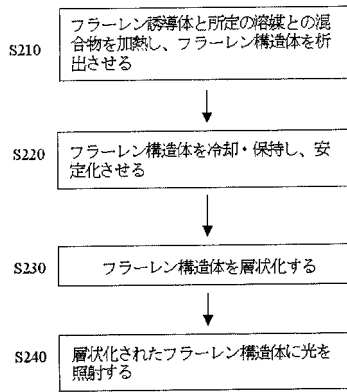 S210
フラーレン誘導体と所定の溶媒との混
合物を加熱し、フラーレン構造体を析
出させる
S220
フラーレン構造体を冷却・保持し、安
定化させる
S230
フラーレン構造体を層状化する
S240
層状化されたフラーレン構造体に光を
照射する